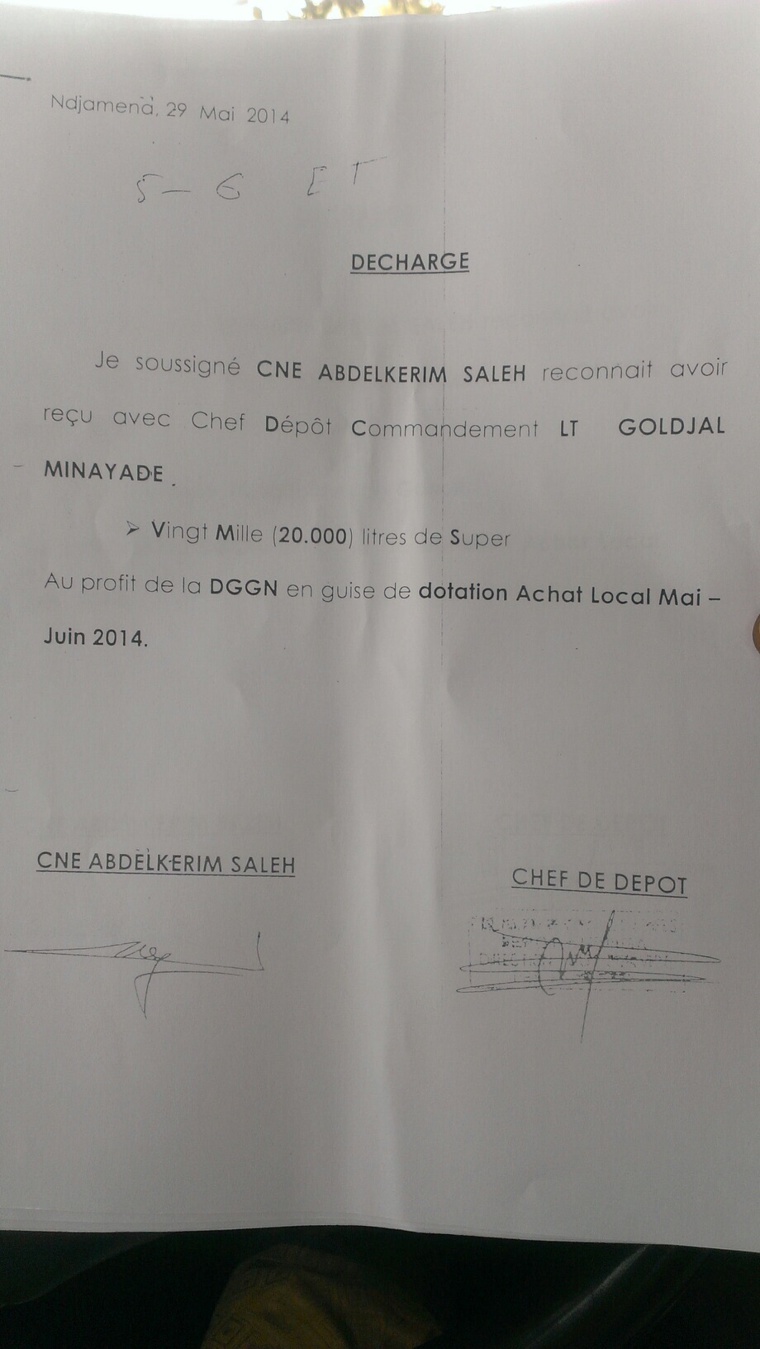 Ndjamena, 29 Mai 2014
5 – 6 ET
DECHARGE
Je soussigné CNE ABDELKERIM SALEH reconnait avoir
reçu avec Chef Dépôt Commandement LT GOLDJAL
MINAYADE.
➢ Vingt Mille (20.000) litres de Super
Au profit de la DGGN en guise de dotation Achat Local Mai –
Juin 2014.
CNE ABDELKERIM SALEH
CHEF DE DEPOT